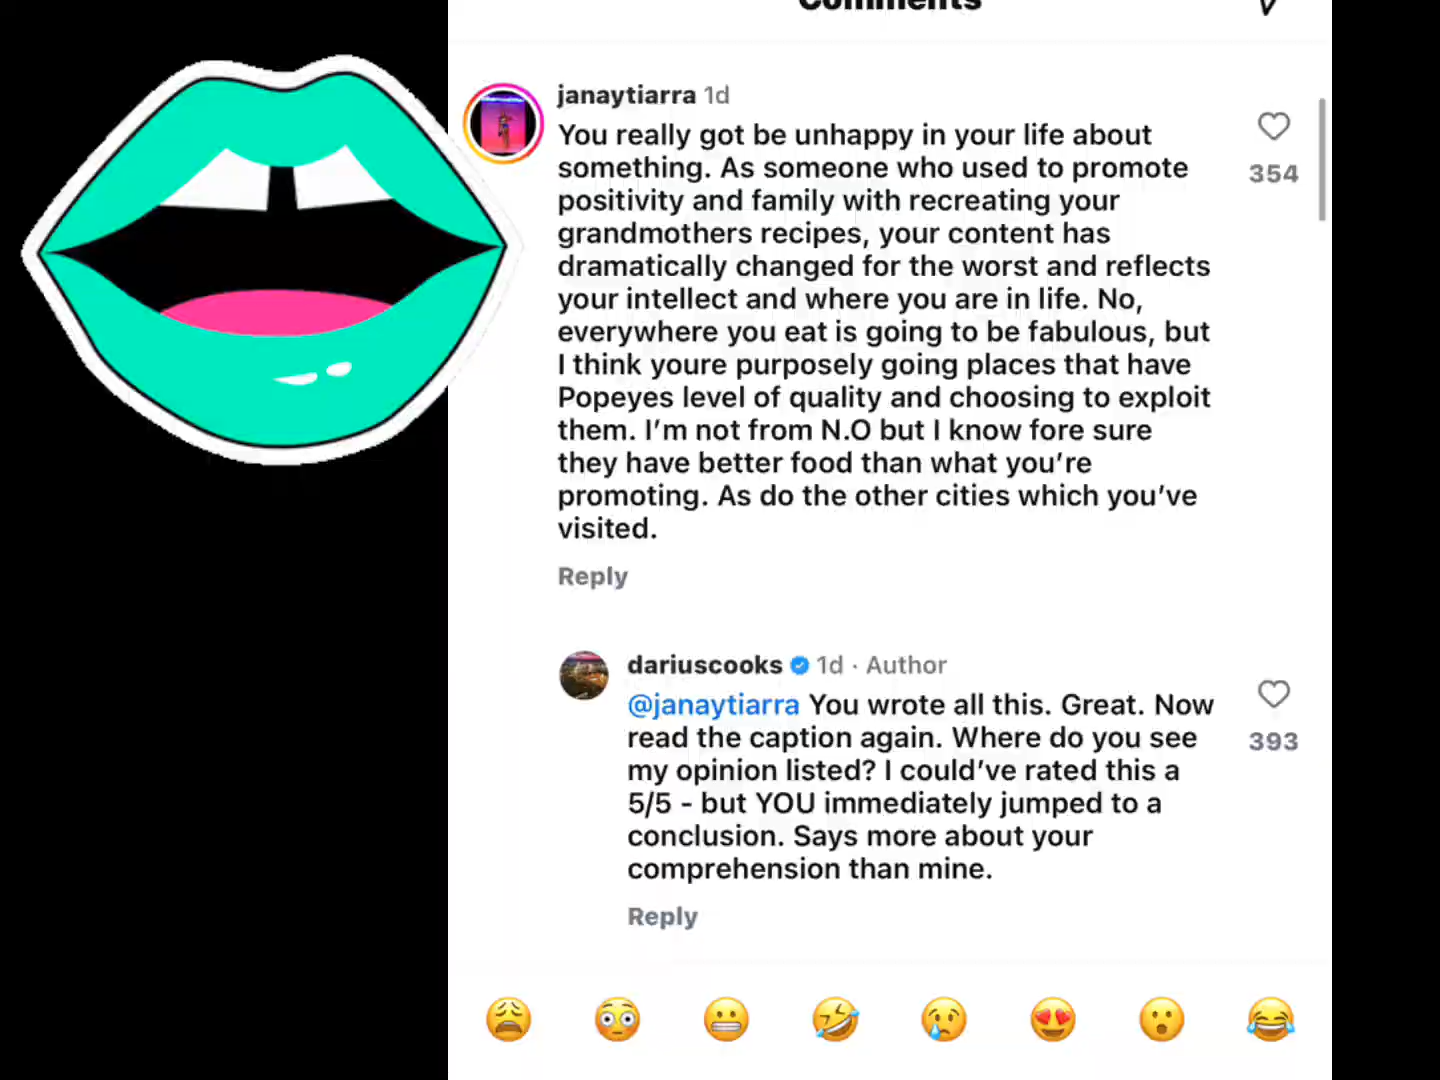 Comments
janaytiarra 1d
You really got be unhappy in your life about
something. As someone who used to promote
positivity and family with recreating your
grandmothers recipes, your content has
dramatically changed for the worst and reflects
your intellect and where you are in life. No,
everywhere you eat is going to be fabulous, but
I think youre purposely going places that have
Popeyes level of quality and choosing to exploit
them. I’m not from N.O but I know fore sure
they have better food than what you’re
promoting. As do the other cities which you’ve
visited.
354
Reply
dariuscooks 1d · Author
@janaytiarra You wrote all this. Great. Now
read the caption again. Where do you see
my opinion listed? I could’ve rated this a
5/5 - but YOU immediately jumped to a
conclusion. Says more about your
comprehension than mine.
393
Reply